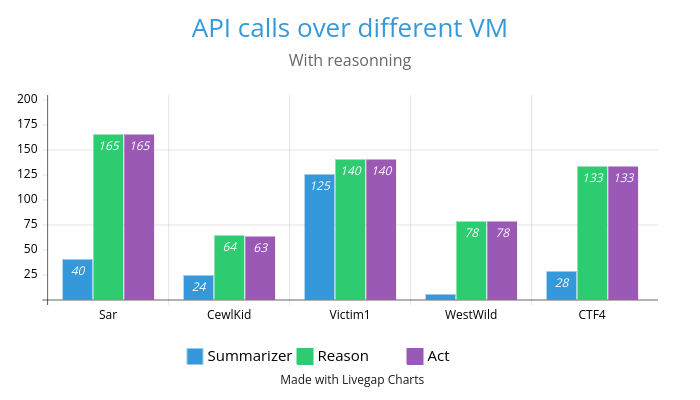 API calls over different VM
With reasonning
200
175
150
125
100
75
50
25
40 165 165
24 64 63
125 140 140
78 78
28 133 133
Sar CewlKid Victim1 WestWild CTF4
Summarizer Reason Act
Made with Livegap Charts